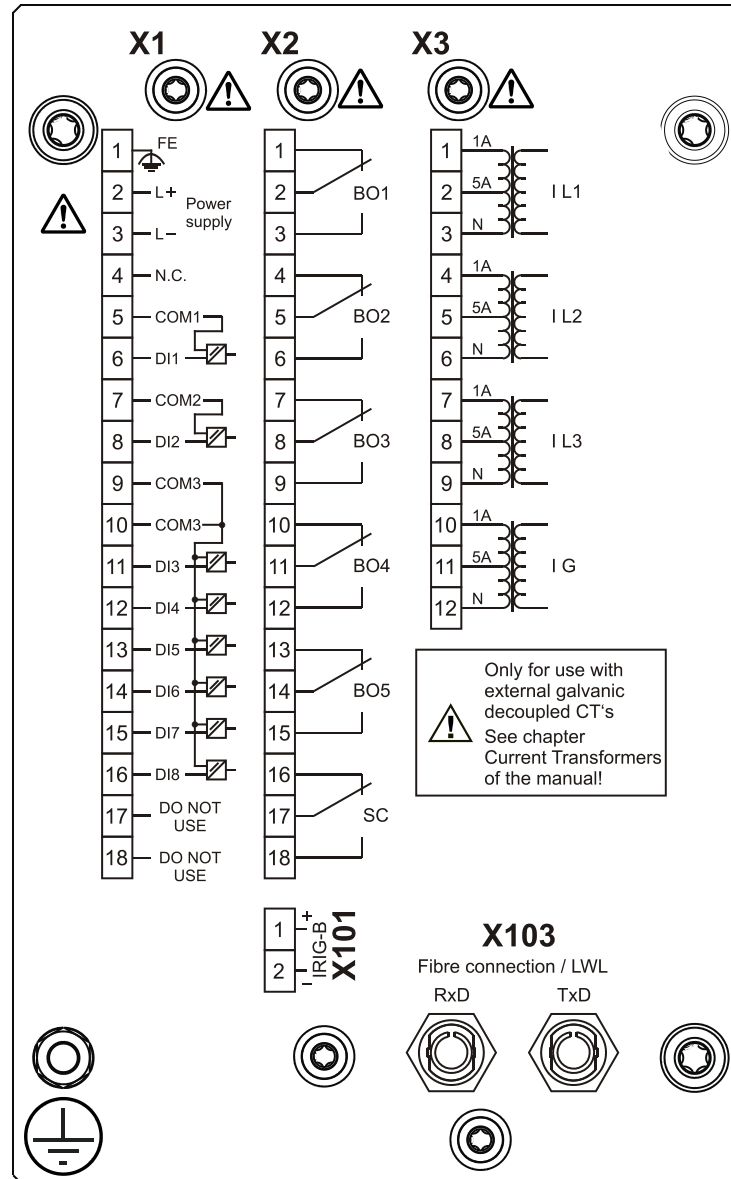 X1
X2
X3
1
FE
2
L+
Power
supply
3
L–
4
N.C.
5
COM1
6
DI1
7
COM2
8
DI2
9
COM3
10
COM3
11
DI3
12
DI4
13
DI5
14
DI6
15
DI7
16
DI8
17
DO NOT
USE
18
DO NOT
USE
1
2
BO1
3
4
5
BO2
6
7
8
BO3
9
10
11
BO4
12
13
14
BO5
15
16
17
SC
18
1
1A
2
5A
I L1
3
N
4
1A
5
5A
I L2
6
N
7
1A
8
5A
I L3
9
N
10
1A
11
5A
I G
12
N
Only for use with
external galvanic
decoupled CT‘s
See chapter
Current Transformers
of the manual!
1
+
2
–
IRIG-B
X101
X103
Fibre connection / LWL
RxD
TxD